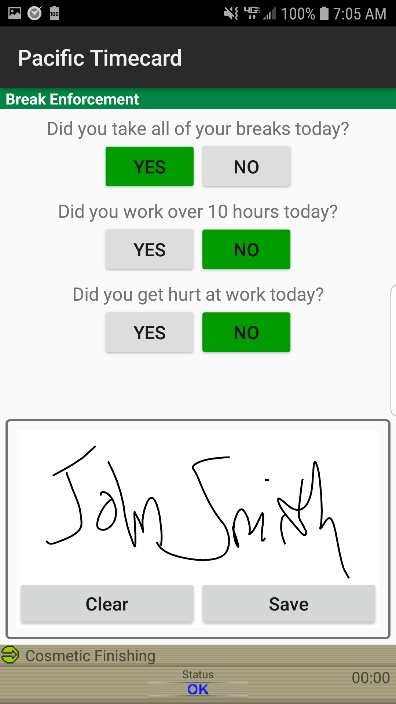 100% 7:05 AM
Pacific Timecard
Break Enforcement
Did you take all of your breaks today?
YES NO
Did you work over 10 hours today?
YES NO
Did you get hurt at work today?
YES NO
John Smith
Clear Save
Cosmetic Finishing
Status
OK
00:00